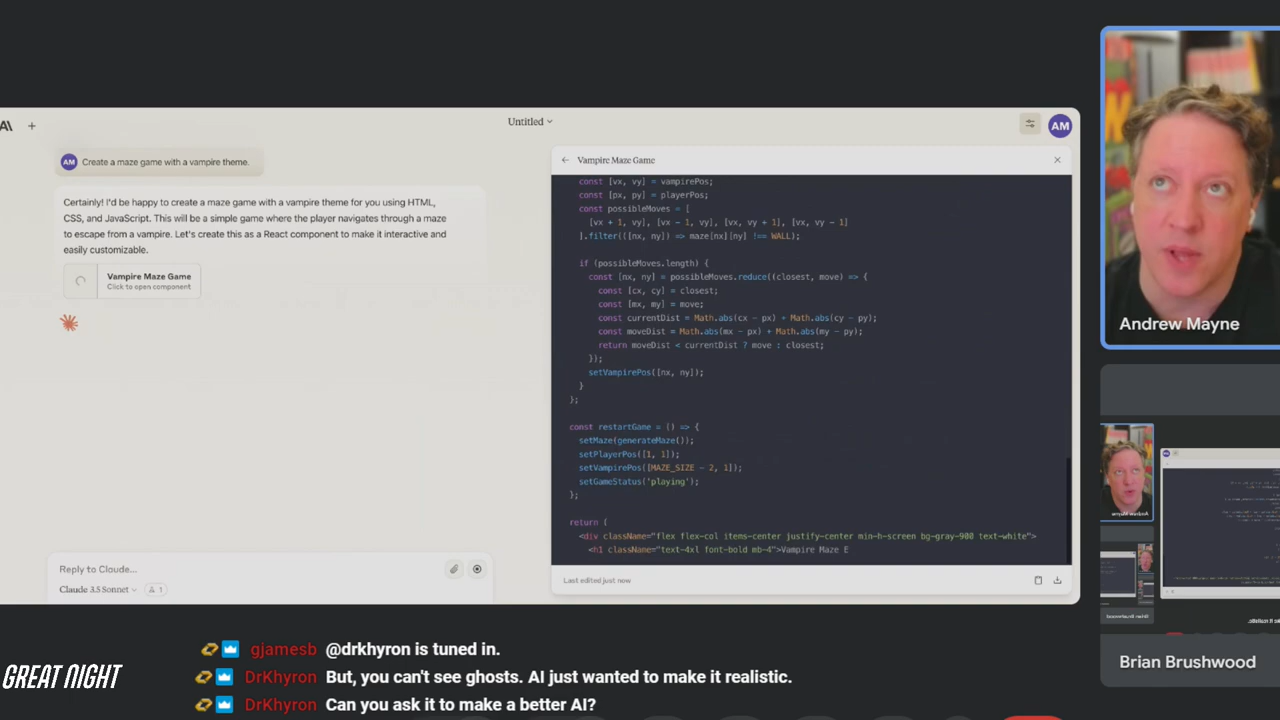 Untitled
AM
AM Create a maze game with a vampire theme.
Certainly! I'd be happy to create a maze game with a vampire theme for you using HTML,
CSS, and JavaScript. This will be a simple game where the player navigates through a maze
to escape from a vampire. Let's create this as a React component to make it interactive and
easily customizable.
Vampire Maze Game
Click to open component
Reply to Claude...
Claude 3.5 Sonnet
1
Vampire Maze Game
const [vx, vy] = vampirePos;
const [px, py] = playerPos;
const possibleMoves = [
[vx + 1, vy], [vx - 1, vy], [vx, vy + 1], [vx, vy - 1]
].filter(([nx, ny]) => maze[nx][ny] !== WALL);
if (possibleMoves.length) {
const [nx, ny] = possibleMoves.reduce((closest, move) => {
const [cx, cy] = closest;
const [mx, my] = move;
const currentDist = Math.abs(cx - px) + Math.abs(cy - py);
const moveDist = Math.abs(mx - px) + Math.abs(my - py);
return moveDist < currentDist ? move : closest;
});
setVampirePos([nx, ny]);
}
};
const restartGame = () => {
setMaze(generateMaze());
setPlayerPos([1, 1]);
setVampirePos([MAZE_SIZE - 2, 1]);
setGameStatus('playing');
};
return (
<div className="flex flex-col items-center justify-center min-h-screen bg-gray-900 text-white">
<h1 className="text-4xl font-bold mb-4">Vampire Maze E
Last edited just now
Andrew Mayne
Brian Brushwood
gjamesb @drkhyron is tuned in.
DrKhyron But, you can't see ghosts. AI just wanted to make it realistic.
DrKhyron Can you ask it to make a better AI?
GREAT NIGHT